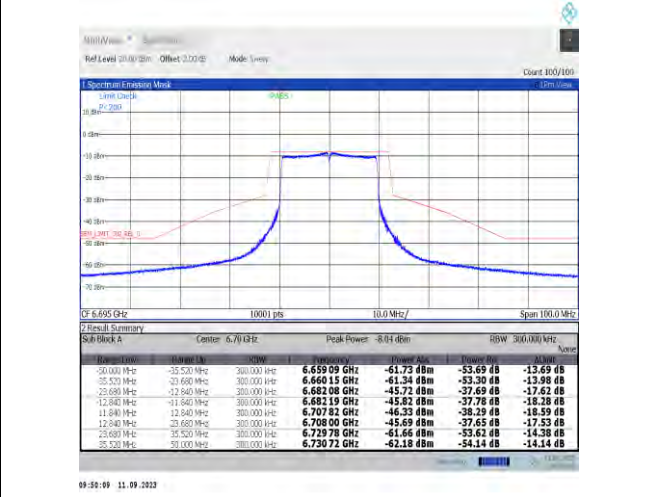 MultiView
Ref Level 20.00 dBm Offset 2.00 dB Mode Sweep
Count 100/100
1 Spectrum Emission Mask
Limit Check PASS
10 dBm
0 dBm
-10 dBm
-20 dBm
-30 dBm
-40 dBm
-50 dBm
-60 dBm
-70 dBm
CF 6.695 GHz 10001 pts 10.0 MHz/ Span 100.0 MHz
2 Result Summary
Sub Block A Center 6.70 GHz Peak Power -8.04 dBm RBW 300.000 kHz
None
Range Low Range Up RBW Frequency Power Abs Power Rel ΔLimit
-50.000 MHz -35.520 MHz 300.000 kHz 6.659 09 GHz -61.73 dBm -53.69 dB -13.69 dB
-35.520 MHz -23.680 MHz 300.000 kHz 6.660 15 GHz -61.34 dBm -53.30 dB -13.98 dB
-23.680 MHz -12.840 MHz 300.000 kHz 6.682 08 GHz -45.72 dBm -37.69 dB -17.62 dB
-12.840 MHz -11.840 MHz 300.000 kHz 6.682 19 GHz -45.82 dBm -37.78 dB -18.28 dB
11.840 MHz 12.840 MHz 300.000 kHz 6.707 82 GHz -46.33 dBm -38.29 dB -18.59 dB
12.840 MHz 23.680 MHz 300.000 kHz 6.708 00 GHz -45.69 dBm -37.65 dB -17.53 dB
23.680 MHz 35.520 MHz 300.000 kHz 6.729 78 GHz -61.66 dBm -53.62 dB -14.38 dB
35.520 MHz 50.000 MHz 300.000 kHz 6.730 72 GHz -62.18 dBm -54.14 dB -14.14 dB
09:50:09 11.09.2023